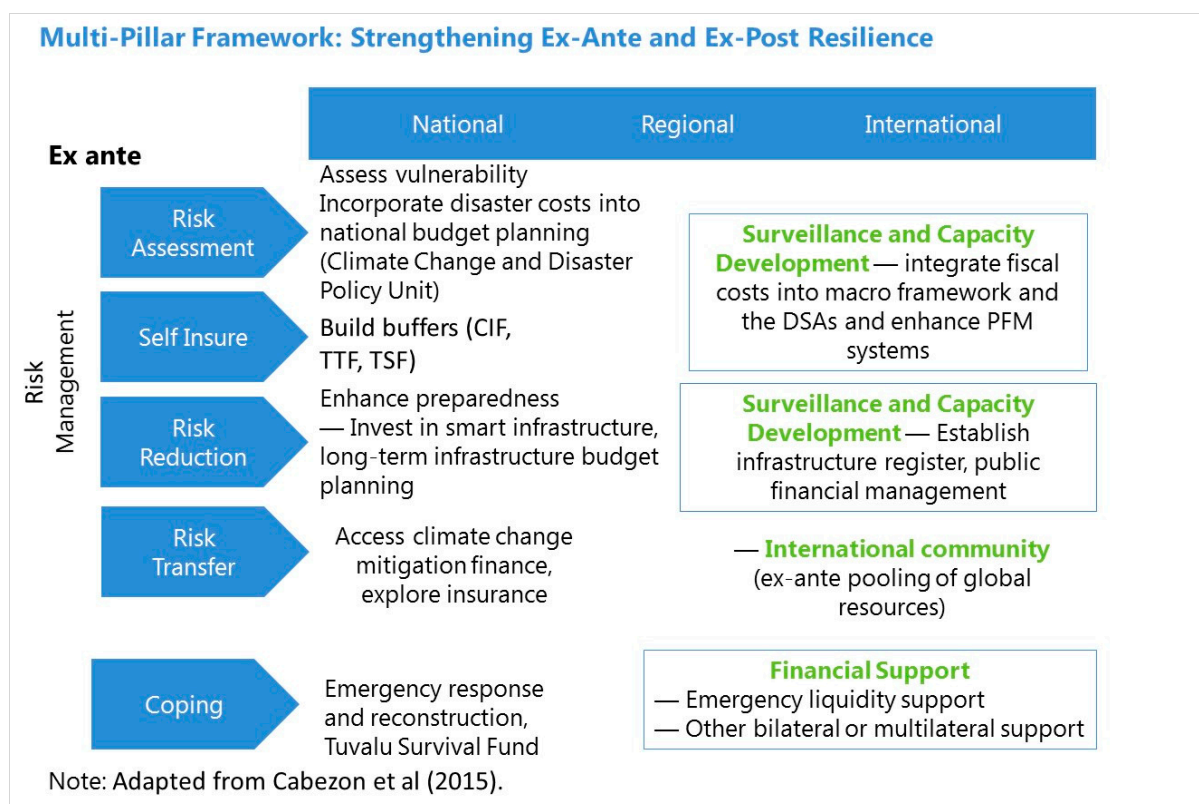 Multi-Pillar Framework: Strengthening Ex-Ante and Ex-Post Resilience
National Regional International
Ex ante
Risk
Management
Risk
Assessment
Assess vulnerability
Incorporate disaster costs into
national budget planning
(Climate Change and Disaster
Policy Unit)
Surveillance and Capacity
Development — integrate fiscal
costs into macro framework and
the DSAs and enhance PFM
systems
Self Insure
Build buffers (CIF,
TTF, TSF)
Risk
Reduction
Enhance preparedness
— Invest in smart infrastructure,
long-term infrastructure budget
planning
Surveillance and Capacity
Development — Establish
infrastructure register, public
financial management
Risk
Transfer
Access climate change
mitigation finance,
explore insurance
— International community
(ex-ante pooling of global
resources)
Coping
Emergency response
and reconstruction,
Tuvalu Survival Fund
Financial Support
— Emergency liquidity support
— Other bilateral or multilateral support
Note: Adapted from Cabezon et al (2015).